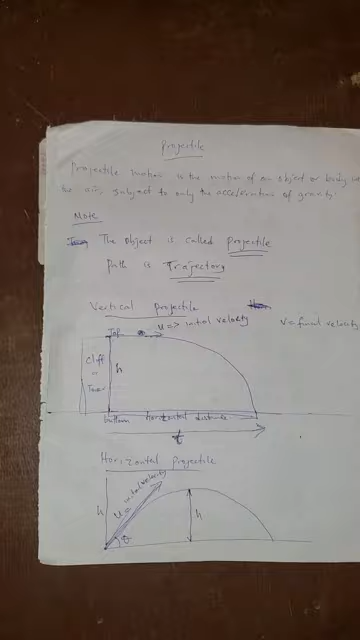 Projectile
Projectile motion is the motion of an object or body in
the air, subject to only the acceleration of gravity.
Note
The object is called Projectile
Path is Trajectory
Vertical projectile
u => initial velocity
V = final velocity
Top
Cliff
or
Tower
h
bottom
horizontal distance
t
Horizontal Projectile
h
u => initial velocity
θ
h